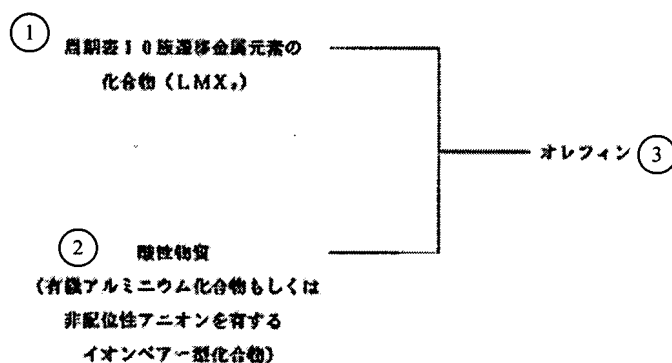 ①
周期表10族遷移金属元素の
化合物(LMX₂)
オレフィン ③
②
酸性物質
(有機アルミニウム化合物もしくは
非配位性アニオンを有する
イオンペアー型化合物)